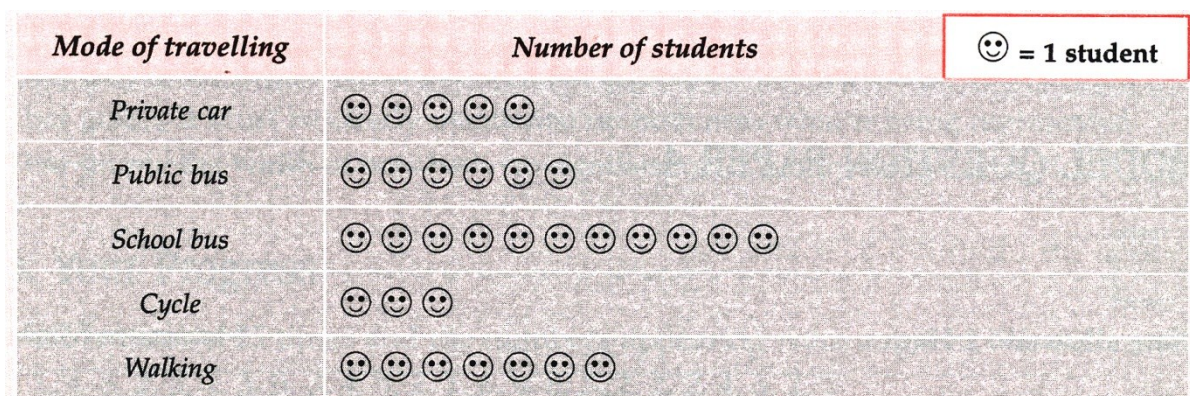 Mode of travelling Number of students = 1 student
Private car
Public bus
School bus
Cycle
Walking